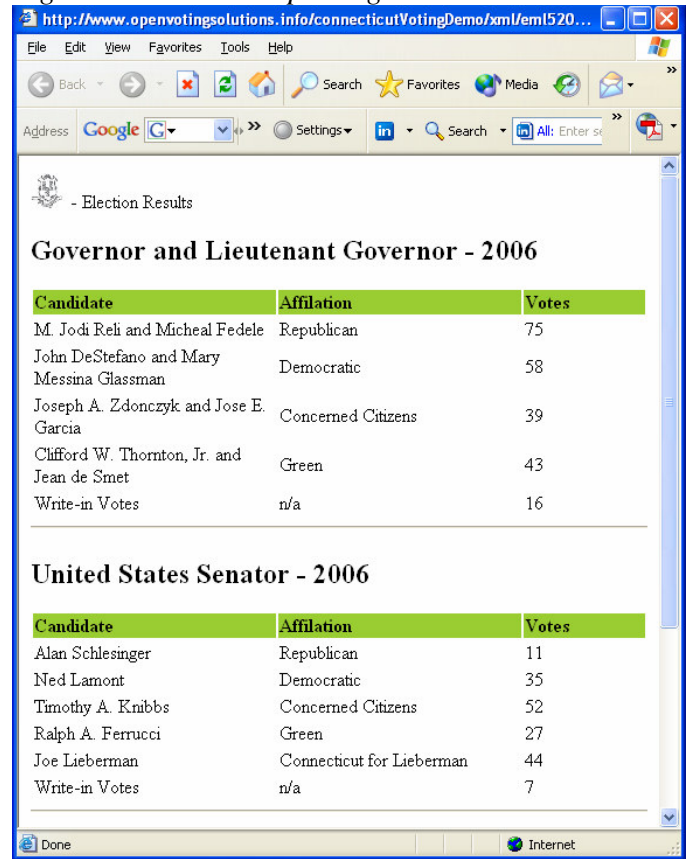 http://www.openvotingsolutions.info/connecticutVotingDemo/xml/eml520...
File Edit View Favorites Tools Help
Back Search Favorites Media »
Address Google G Settings in Search in All: Enter se »
- Election Results
Governor and Lieutenant Governor - 2006
Candidate Affilation Votes
M. Jodi Reli and Micheal Fedele Republican 75
John DeStefano and Mary
Messina Glassman Democratic 58
Joseph A. Zdonczyk and Jose E.
Garcia Concerned Citizens 39
Clifford W. Thornton, Jr. and
Jean de Smet Green 43
Write-in Votes n/a 16
United States Senator - 2006
Candidate Affilation Votes
Alan Schlesinger Republican 11
Ned Lamont Democratic 35
Timothy A. Knibbs Concerned Citizens 52
Ralph A. Ferrucci Green 27
Joe Lieberman Connecticut for Lieberman 44
Write-in Votes n/a 7
Done Internet